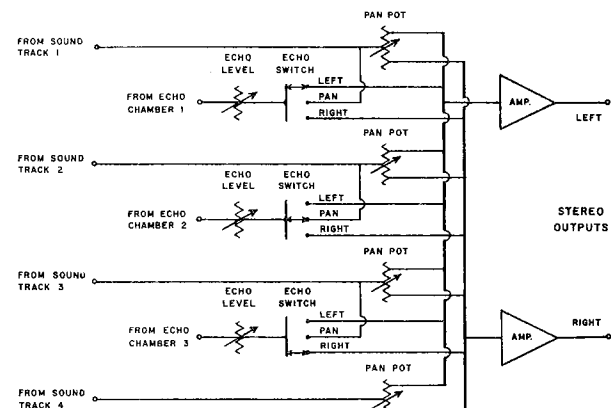 PAN POT
FROM SOUND
TRACK 1
ECHO
LEVEL
ECHO
SWITCH
LEFT
PAN
RIGHT
FROM ECHO
CHAMBER 1
AMP.
LEFT
PAN POT
FROM SOUND
TRACK 2
ECHO
LEVEL
ECHO
SWITCH
LEFT
PAN
RIGHT
FROM ECHO
CHAMBER 2
STEREO
OUTPUTS
PAN POT
FROM SOUND
TRACK 3
ECHO
LEVEL
ECHO
SWITCH
LEFT
PAN
RIGHT
FROM ECHO
CHAMBER 3
AMP.
RIGHT
PAN POT
FROM SOUND
TRACK 4